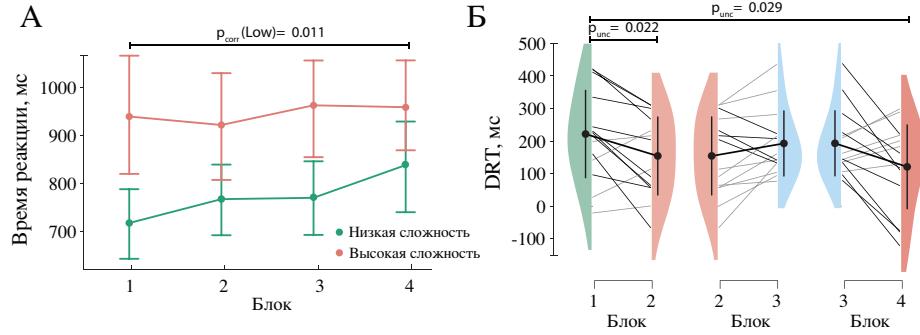 А
p_corr(Low)= 0.011
Время реакции, мс
1000
900
800
700
Низкая сложность
Высокая сложность
1 2 3 4
Блок
Б
p_unc = 0.029
p_unc = 0.022
DRT, мс
500
400
300
200
100
0
-100
1 2 2 3 3 4
Блок Блок Блок